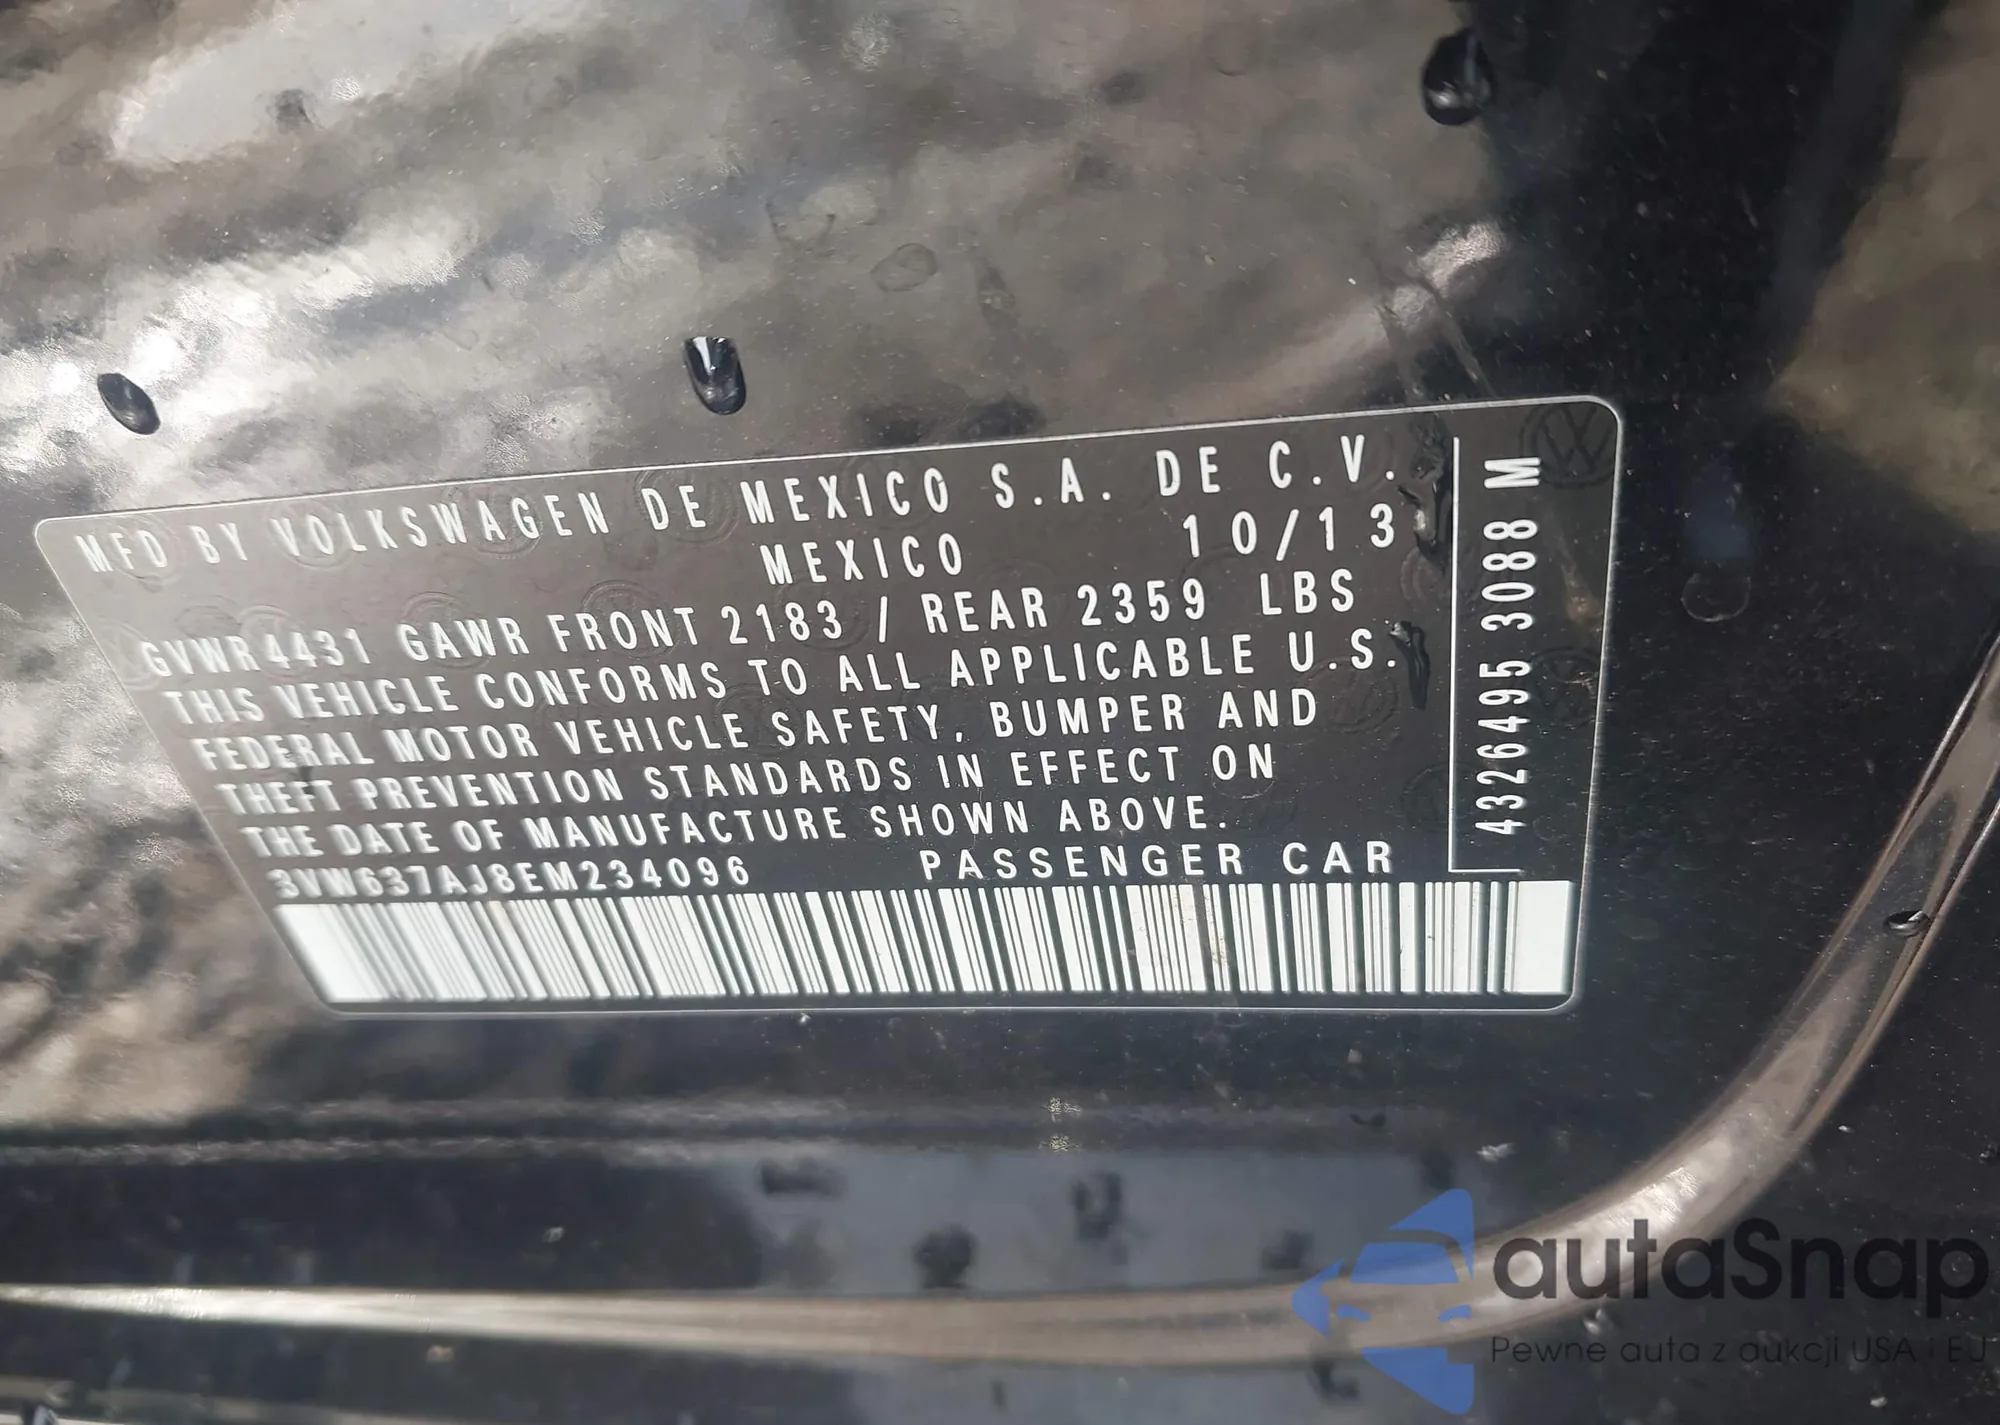 MFD BY VOLKSWAGEN DE MEXICO S.A. DE C.V.
MEXICO 10/13
GVWR4431 GAWR FRONT 2183 / REAR 2359 LBS
THIS VEHICLE CONFORMS TO ALL APPLICABLE U.S.
FEDERAL MOTOR VEHICLE SAFETY, BUMPER AND
THEFT PREVENTION STANDARDS IN EFFECT ON
THE DATE OF MANUFACTURE SHOWN ABOVE.
3VW637AJ8EM234096 PASSENGER CAR
4326495 3088 M
autaSnap
Pewne auta z aukcji USA i EU